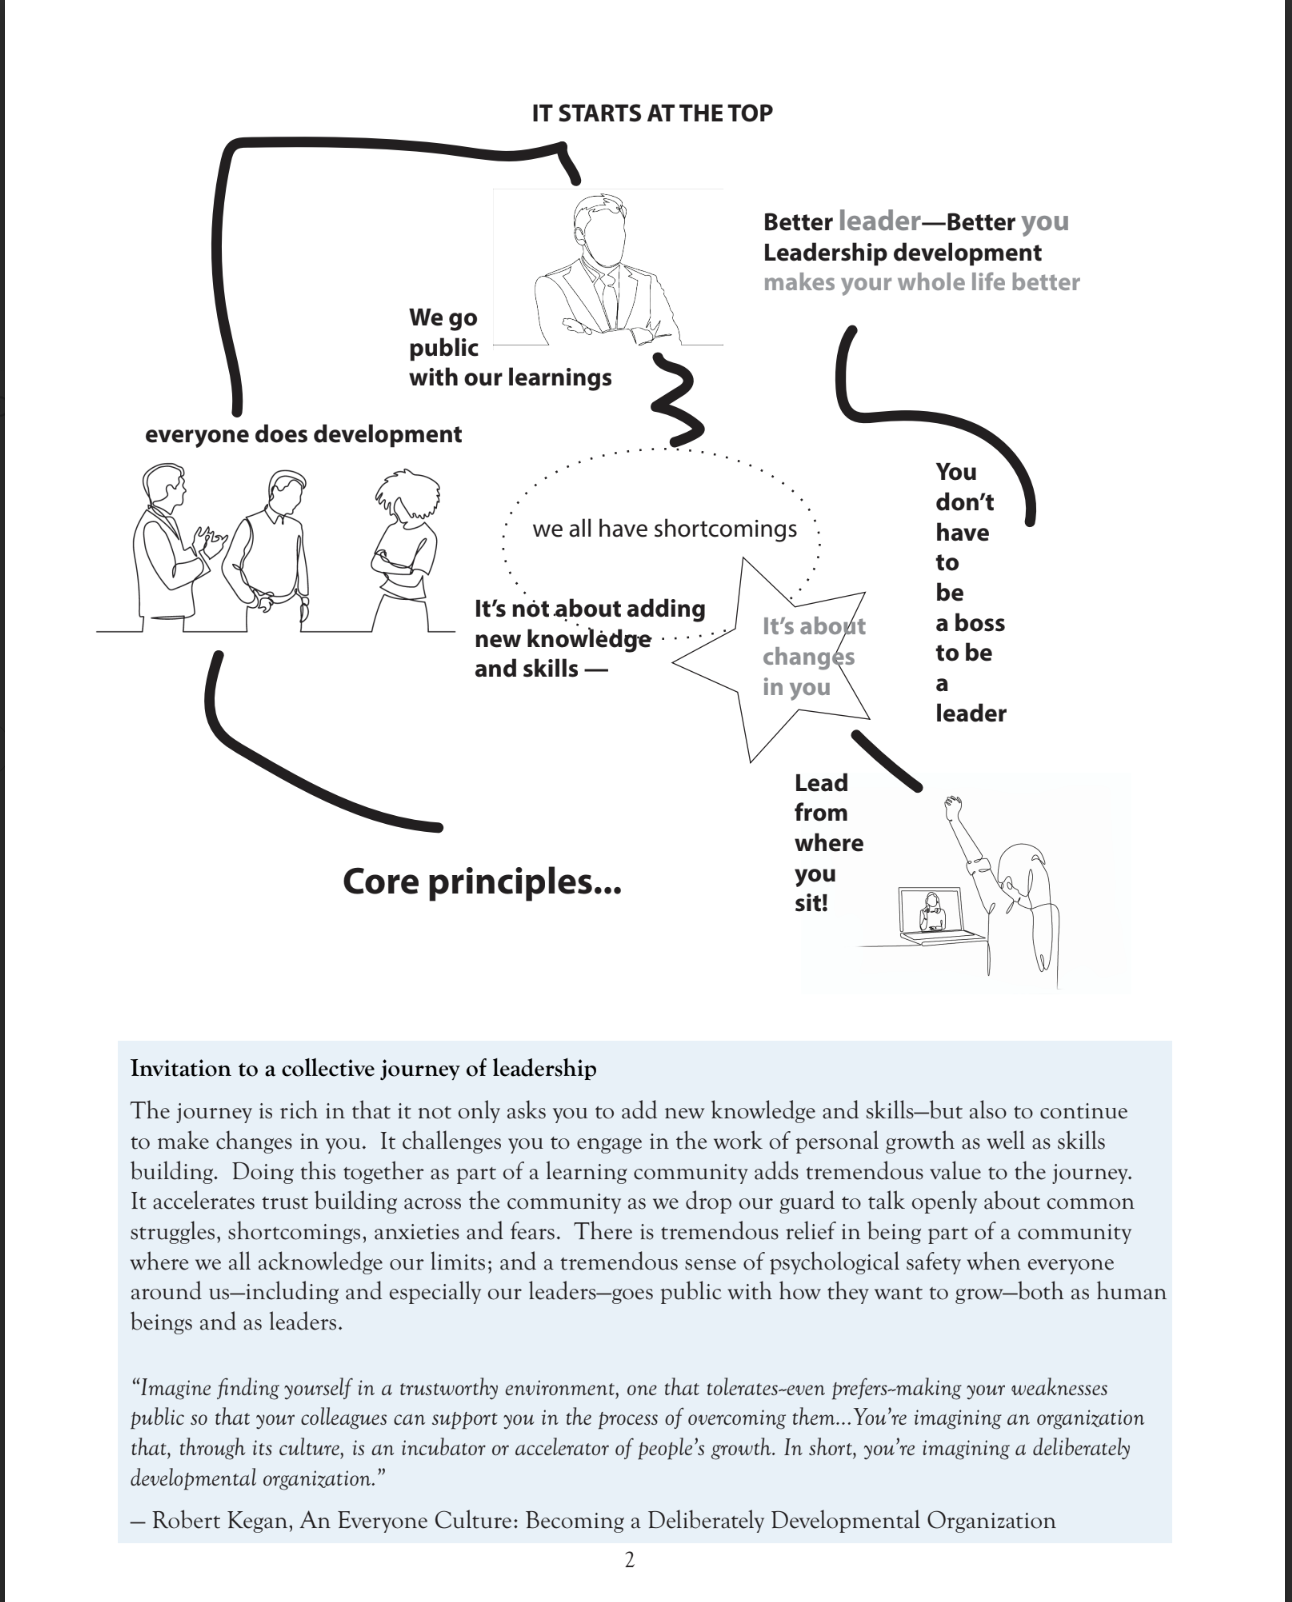 IT STARTS AT THE TOP
Better leader—Better you
Leadership development
makes your whole life better
We go
public
with our learnings
everyone does development
we all have shortcomings
It’s not about adding
new knowledge
and skills —
It’s about
changes
in you
You
don’t
have
to
be
a boss
to be
a
leader
Lead
from
where
you
sit!
Core principles...
Invitation to a collective journey of leadership
The journey is rich in that it not only asks you to add new knowledge and skills—but also to continue
to make changes in you.  It challenges you to engage in the work of personal growth as well as skills
building.  Doing this together as part of a learning community adds tremendous value to the journey.
It accelerates trust building across the community as we drop our guard to talk openly about common
struggles, shortcomings, anxieties and fears.  There is tremendous relief in being part of a community
where we all acknowledge our limits; and a tremendous sense of psychological safety when everyone
around us—including and especially our leaders—goes public with how they want to grow—both as human
beings and as leaders.
“Imagine finding yourself in a trustworthy environment, one that tolerates-even prefers-making your weaknesses
public so that your colleagues can support you in the process of overcoming them...You’re imagining an organization
that, through its culture, is an incubator or accelerator of people’s growth. In short, you’re imagining a deliberately
developmental organization.”
— Robert Kegan, An Everyone Culture: Becoming a Deliberately Developmental Organization
2